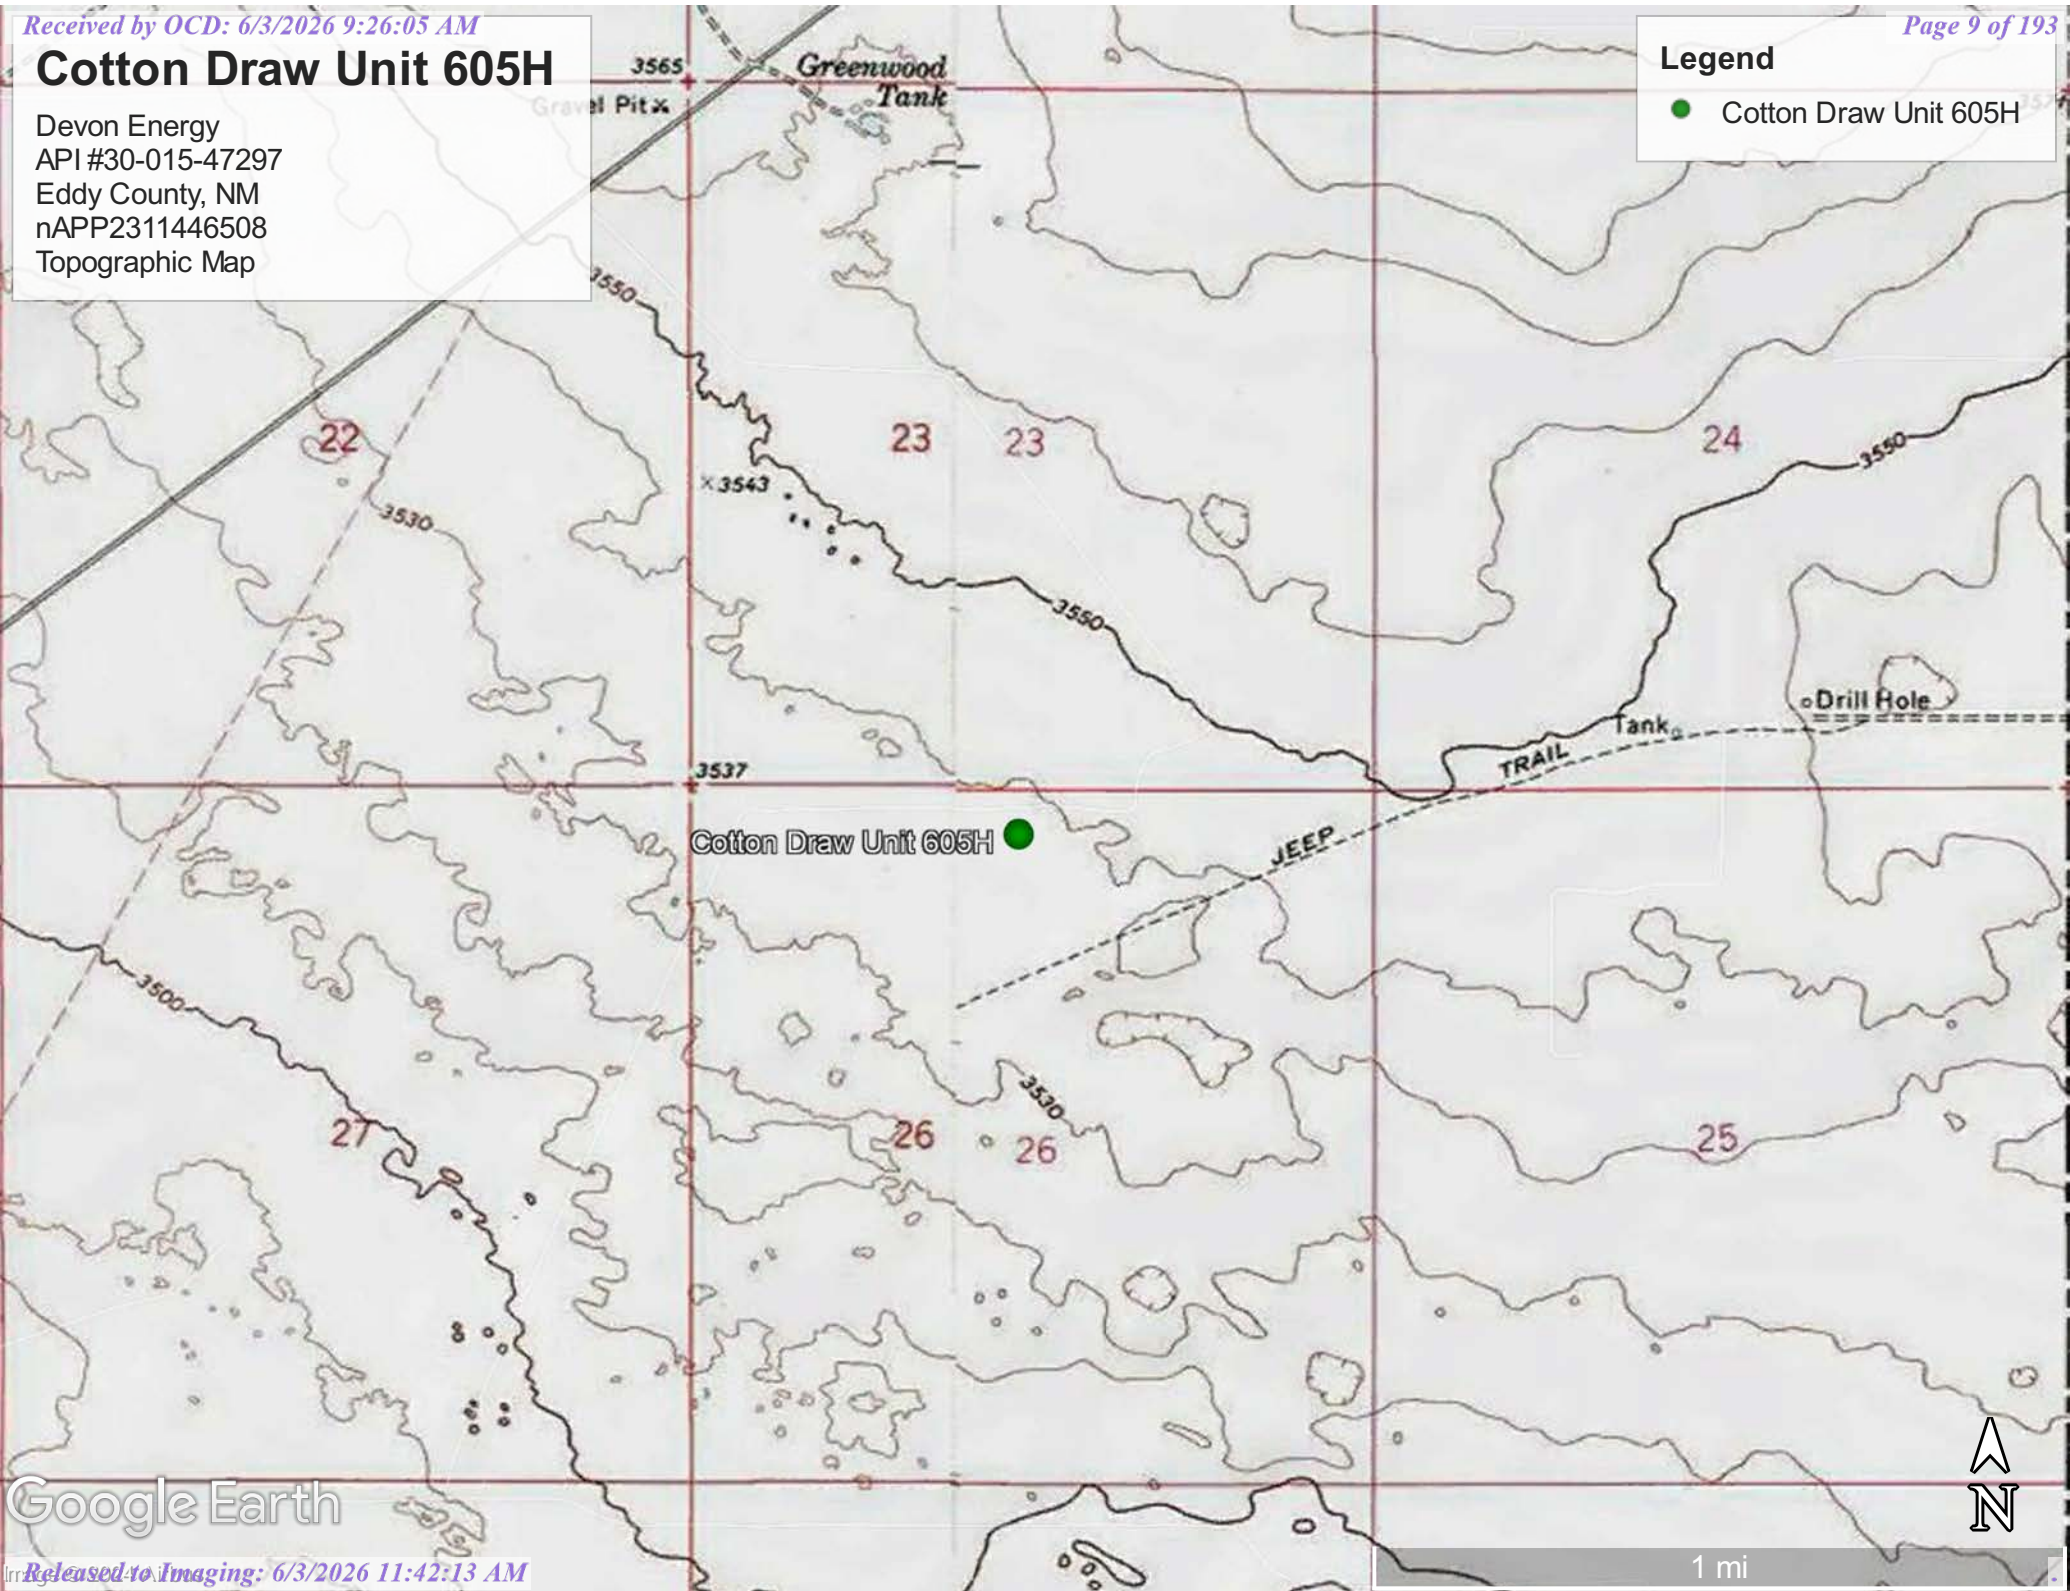 Received by OCD: 6/3/2026 9:26:05 AM
Page 9 of 193
Cotton Draw Unit 605H
Devon Energy
API #30-015-47297
Eddy County, NM
nAPP2311446508
Topographic Map
Legend
Cotton Draw Unit 605H
3565
Greenwood
Tank
Gravel Pit
3550
22
23
23
24
3550
3543
3530
3550
Drill Hole
Tank
TRAIL
3537
JEEP
Cotton Draw Unit 605H
3500
3530
27
26
26
25
Google Earth
N
1 mi
Released to Imaging: 6/3/2026 11:42:13 AM